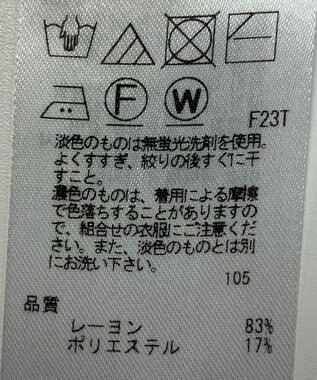 F W
F23T
淡色のものは無蛍光洗剤を使用。
よくすすぎ、絞りの後すぐに干
すこと。
濃色のものは、着用による摩擦
で色落ちすることがありますの
で、組合せの衣服にご注意くだ
さい。また、淡色のものとは別
にお洗い下さい。
105
品質
レーヨン 83%
ポリエステル 17%